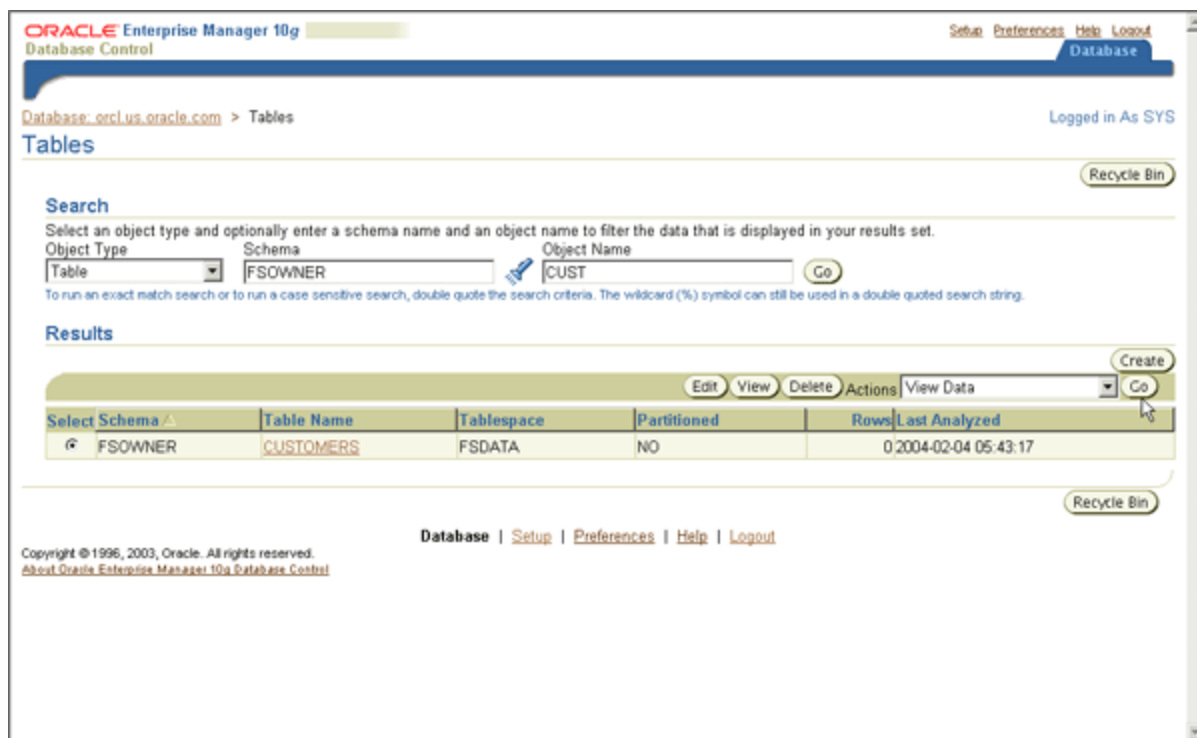 ORACLE Enterprise Manager 10g
Database Control
Setup Preferences Help Logout
Database
Database: orcl.us.oracle.com > Tables
Logged in As SYS
Tables
Recycle Bin
Search
Select an object type and optionally enter a schema name and an object name to filter the data that is displayed in your results set.
Object Type Schema Object Name
Table FSOWNER CUST Go
To run an exact match search or to run a case sensitive search, double quote the search criteria. The wildcard (%) symbol can still be used in a double quoted search string.
Results
Create
Edit View Delete Actions View Data Go
Select Schema Table Name Tablespace Partitioned Rows Last Analyzed
FSOWNER CUSTOMERS FSDATA NO 0 2004-02-04 05:43:17
Recycle Bin
Database | Setup | Preferences | Help | Logout
Copyright © 1996, 2003, Oracle. All rights reserved.
About Oracle Enterprise Manager 10g Database Control